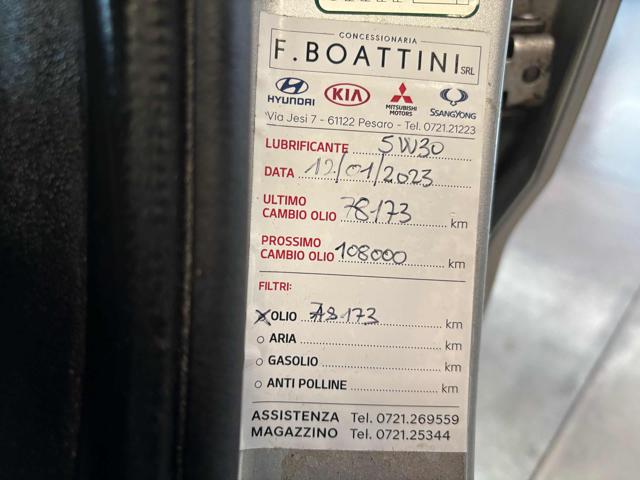 CONCESSIONARIA
F. BOATTINI SRL
HYUNDAI KIA MITSUBISHI MOTORS SSANGYONG
Via Jesi 7 - 61122 Pesaro - Tel. 0721.21223
LUBRIFICANTE 5W30
DATA 12/01/2023
ULTIMO
CAMBIO OLIO 78173 km
PROSSIMO
CAMBIO OLIO 108000 km
FILTRI:
X OLIO 78173 km
ARIA km
GASOLIO km
ANTI POLLINE km
ASSISTENZA Tel. 0721.269559
MAGAZZINO Tel. 0721.25344